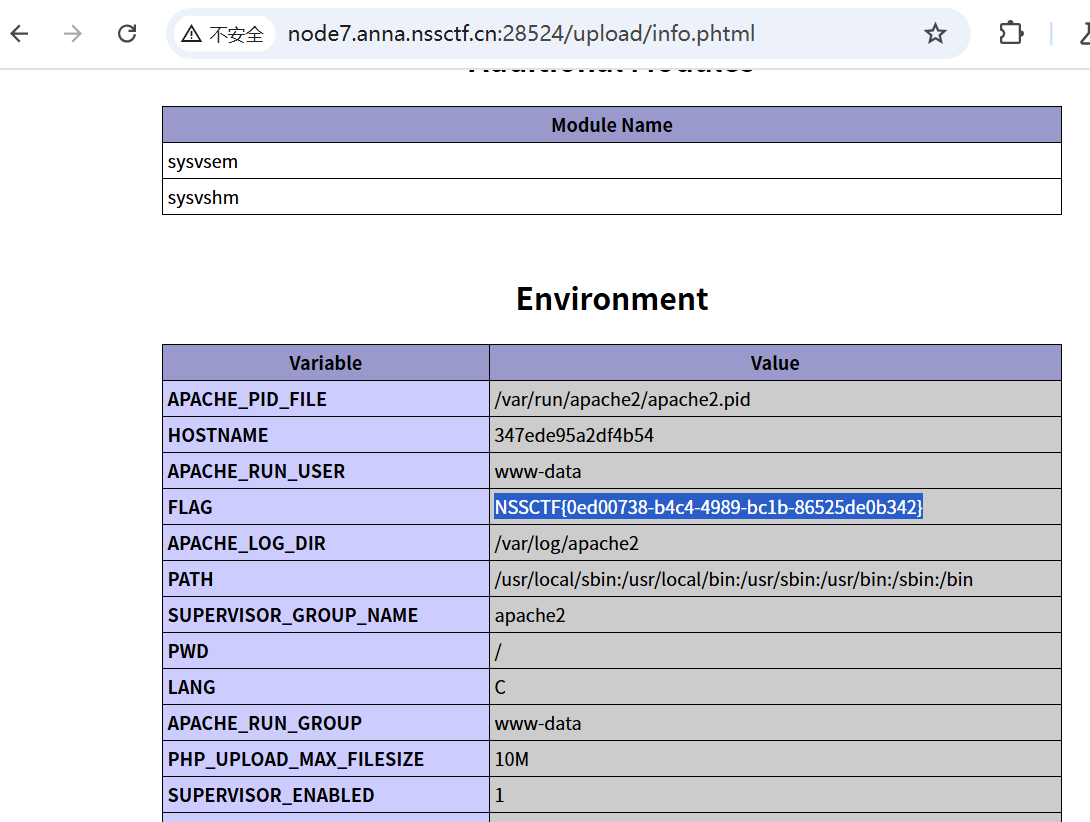 不安全 node7.anna.nssctf.cn:28524/upload/info.phtml
Additional Modules
Module Name
sysvsem
sysvshm
Environment
Variable Value
APACHE_PID_FILE /var/run/apache2/apache2.pid
HOSTNAME 347ede95a2df4b54
APACHE_RUN_USER www-data
FLAG NSSCTF{0ed00738-b4c4-4989-bc1b-86525de0b342}
APACHE_LOG_DIR /var/log/apache2
PATH /usr/local/sbin:/usr/local/bin:/usr/sbin:/usr/bin:/sbin:/bin
SUPERVISOR_GROUP_NAME apache2
PWD /
LANG C
APACHE_RUN_GROUP www-data
PHP_UPLOAD_MAX_FILESIZE 10M
SUPERVISOR_ENABLED 1